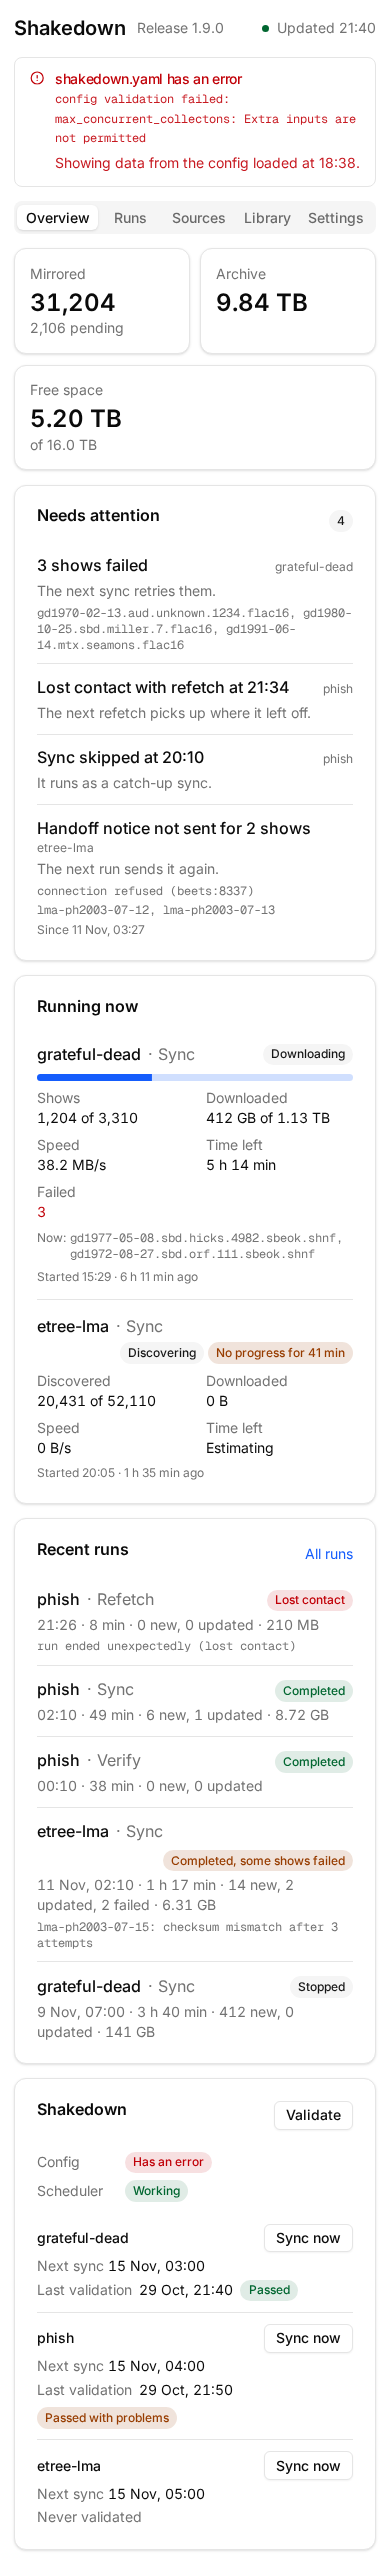 Shakedown Release 1.9.0 Updated 21:40
shakedown.yaml has an error
config validation failed:
max_concurrent_collectons: Extra inputs are
not permitted
Showing data from the config loaded at 18:38.
Overview Runs Sources Library Settings
Mirrored
31,204
2,106 pending
Archive
9.84 TB
Free space
5.20 TB
of 16.0 TB
Needs attention 4
3 shows failed grateful-dead
The next sync retries them.
gd1970-02-13.aud.unknown.1234.flac16, gd1980-
10-25.sbd.miller.7.flac16, gd1991-06-
14.mtx.seamons.flac16
Lost contact with refetch at 21:34 phish
The next refetch picks up where it left off.
Sync skipped at 20:10 phish
It runs as a catch-up sync.
Handoff notice not sent for 2 shows
etree-lma
The next run sends it again.
connection refused (beets:8337)
lma-ph2003-07-12, lma-ph2003-07-13
Since 11 Nov, 03:27
Running now
grateful-dead · Sync Downloading
Shows
1,204 of 3,310
Downloaded
412 GB of 1.13 TB
Speed
38.2 MB/s
Time left
5 h 14 min
Failed
3
Now: gd1977-05-08.sbd.hicks.4982.sbeok.shnf,
gd1972-08-27.sbd.orf.111.sbeok.shnf
Started 15:29 · 6 h 11 min ago
etree-lma · Sync
Discovering No progress for 41 min
Discovered
20,431 of 52,110
Downloaded
0 B
Speed
0 B/s
Time left
Estimating
Started 20:05 · 1 h 35 min ago
Recent runs All runs
phish · Refetch Lost contact
21:26 · 8 min · 0 new, 0 updated · 210 MB
run ended unexpectedly (lost contact)
phish · Sync Completed
02:10 · 49 min · 6 new, 1 updated · 8.72 GB
phish · Verify Completed
00:10 · 38 min · 0 new, 0 updated
etree-lma · Sync
Completed, some shows failed
11 Nov, 02:10 · 1 h 17 min · 14 new, 2
updated, 2 failed · 6.31 GB
lma-ph2003-07-15: checksum mismatch after 3
attempts
grateful-dead · Sync Stopped
9 Nov, 07:00 · 3 h 40 min · 412 new, 0
updated · 141 GB
Shakedown Validate
Config Has an error
Scheduler Working
grateful-dead Sync now
Next sync 15 Nov, 03:00
Last validation 29 Oct, 21:40 Passed
phish Sync now
Next sync 15 Nov, 04:00
Last validation 29 Oct, 21:50
Passed with problems
etree-lma Sync now
Next sync 15 Nov, 05:00
Never validated